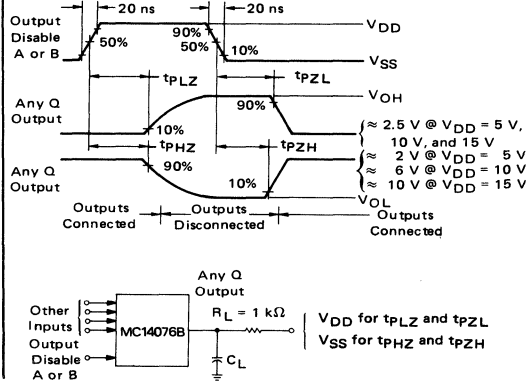 20 ns
20 ns
Output
Disable
A or B
50%
90%
50%
10%
VDD
VSS
tPLZ
tPZL
VOH
Any Q
Output
10%
90%
≈ 2.5 V @ VDD = 5 V,
10 V, and 15 V
tPHZ
tPZH
Any Q
Output
90%
10%
≈ 2 V @ VDD = 5 V
≈ 6 V @ VDD = 10 V
≈ 10 V @ VDD = 15 V
VOL
Outputs
Connected
Outputs
Disconnected
Outputs
Connected
Any Q
Output
Other
Inputs
Output
Disable
A or B
MC14076B
RL = 1 kΩ
CL
VDD for tPLZ and tPZL
VSS for tPHZ and tPZH